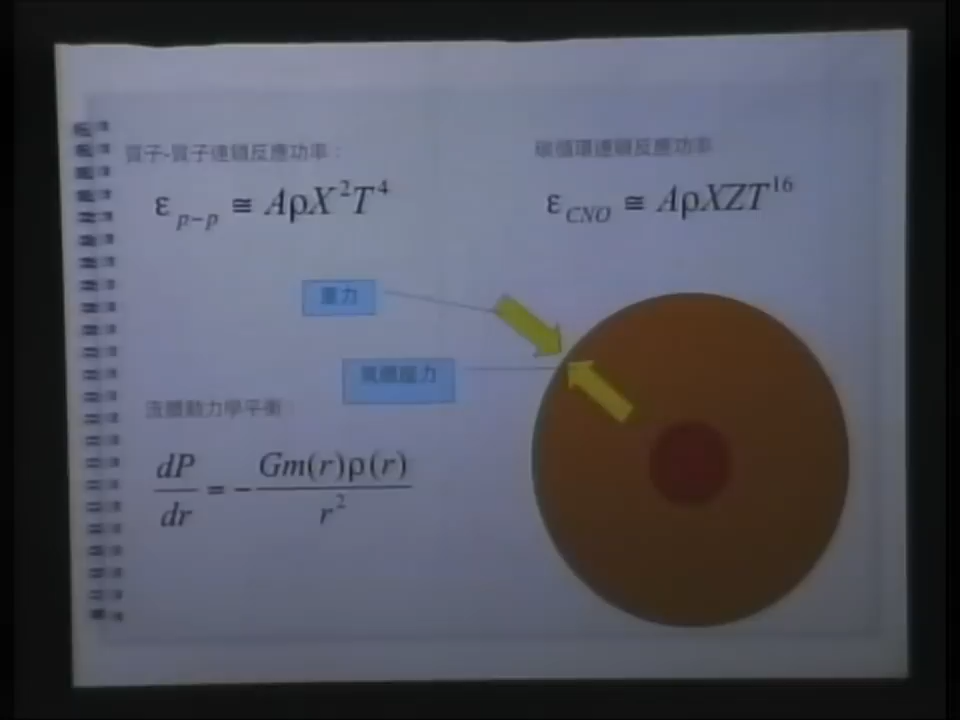 質子-質子連鎖反應功率：
ε p-p ≅ AρX²T⁴
碳循環連鎖反應功率
ε CNO ≅ AρXZT¹⁶
重力
氣體壓力
流體動力學平衡：
dP/dr = - Gm(r)ρ(r)/r²